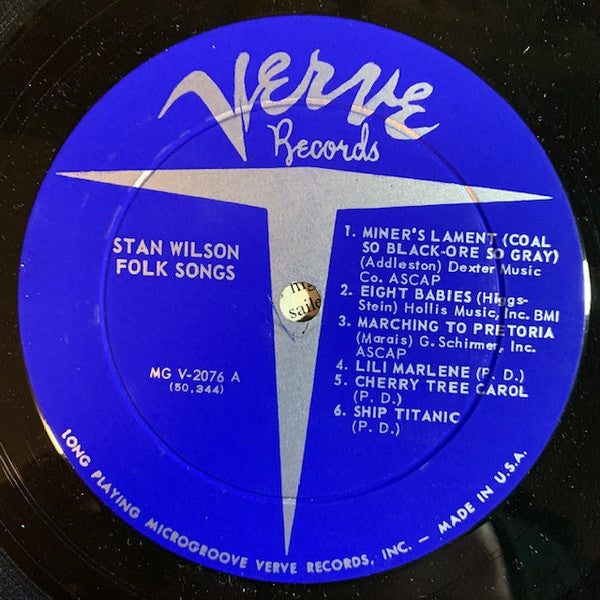 Verve
Records
STAN WILSON
FOLK SONGS
MG V-2076 A
(50,344)
1. MINER'S LAMENT (COAL
SO BLACK-ORE SO GRAY)
(Addleston) Dexter Music
Co. ASCAP
2. EIGHT BABIES (Higgs-
Stein) Hollis Music, Inc. BMI
3. MARCHING TO PRETORIA
(Marais) G. Schirmer, Inc.
ASCAP
4. LILI MARLENE (P. D.)
5. CHERRY TREE CAROL
(P. D.)
6. SHIP TITANIC
(P. D.)
LONG PLAYING MICROGROOVE VERVE RECORDS, INC. — MADE IN U.S.A.